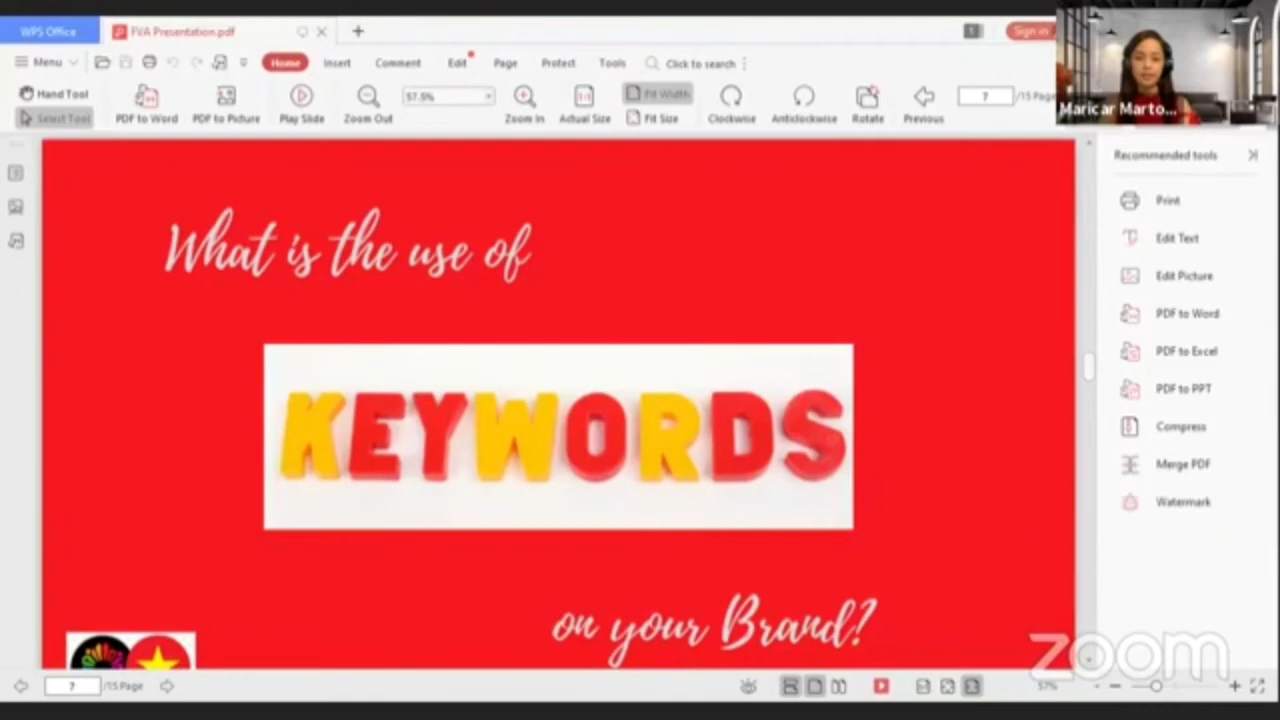 WPS Office
FVA Presentation.pdf
1
Sign in
Menu
Home
Insert
Comment
Edit
Page
Protect
Tools
Click to search
Hand Tool
Select Tool
PDF to Word
PDF to Picture
Play Slide
Zoom Out
57.5%
Zoom In
Actual Size
Fit Width
Fit Size
Clockwise
Anticlockwise
Rotate
Previous
7
/15 Page
Maricar Marto...
Recommended tools
Print
Edit Text
Edit Picture
PDF to Word
PDF to Excel
PDF to PPT
Compress
Merge PDF
Watermark
What is the use of
KEYWORDS
on your Brand?
zoom
7
/15 Page
57%